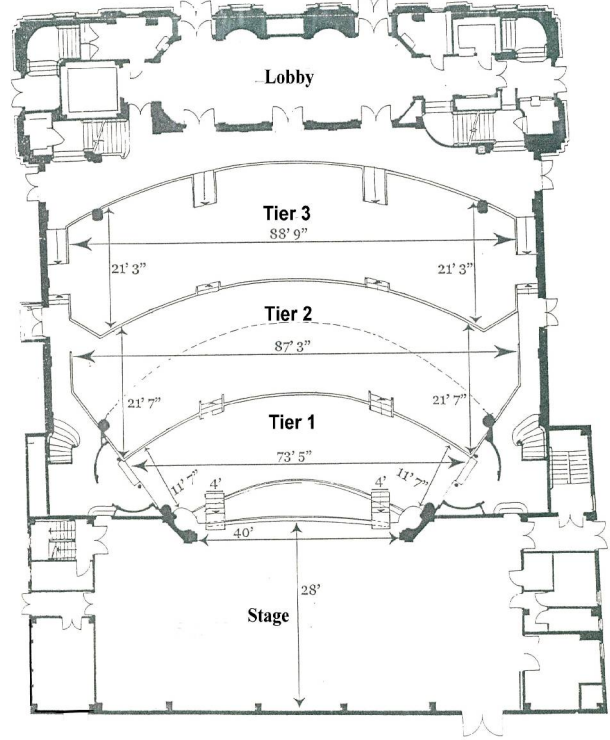 Lobby
Tier 3
88' 9"
21' 3"
21' 3"
Tier 2
87' 3"
21' 7"
21' 7"
Tier 1
73' 5"
11' 7"
11' 7"
4'
4'
40'
28'
Stage